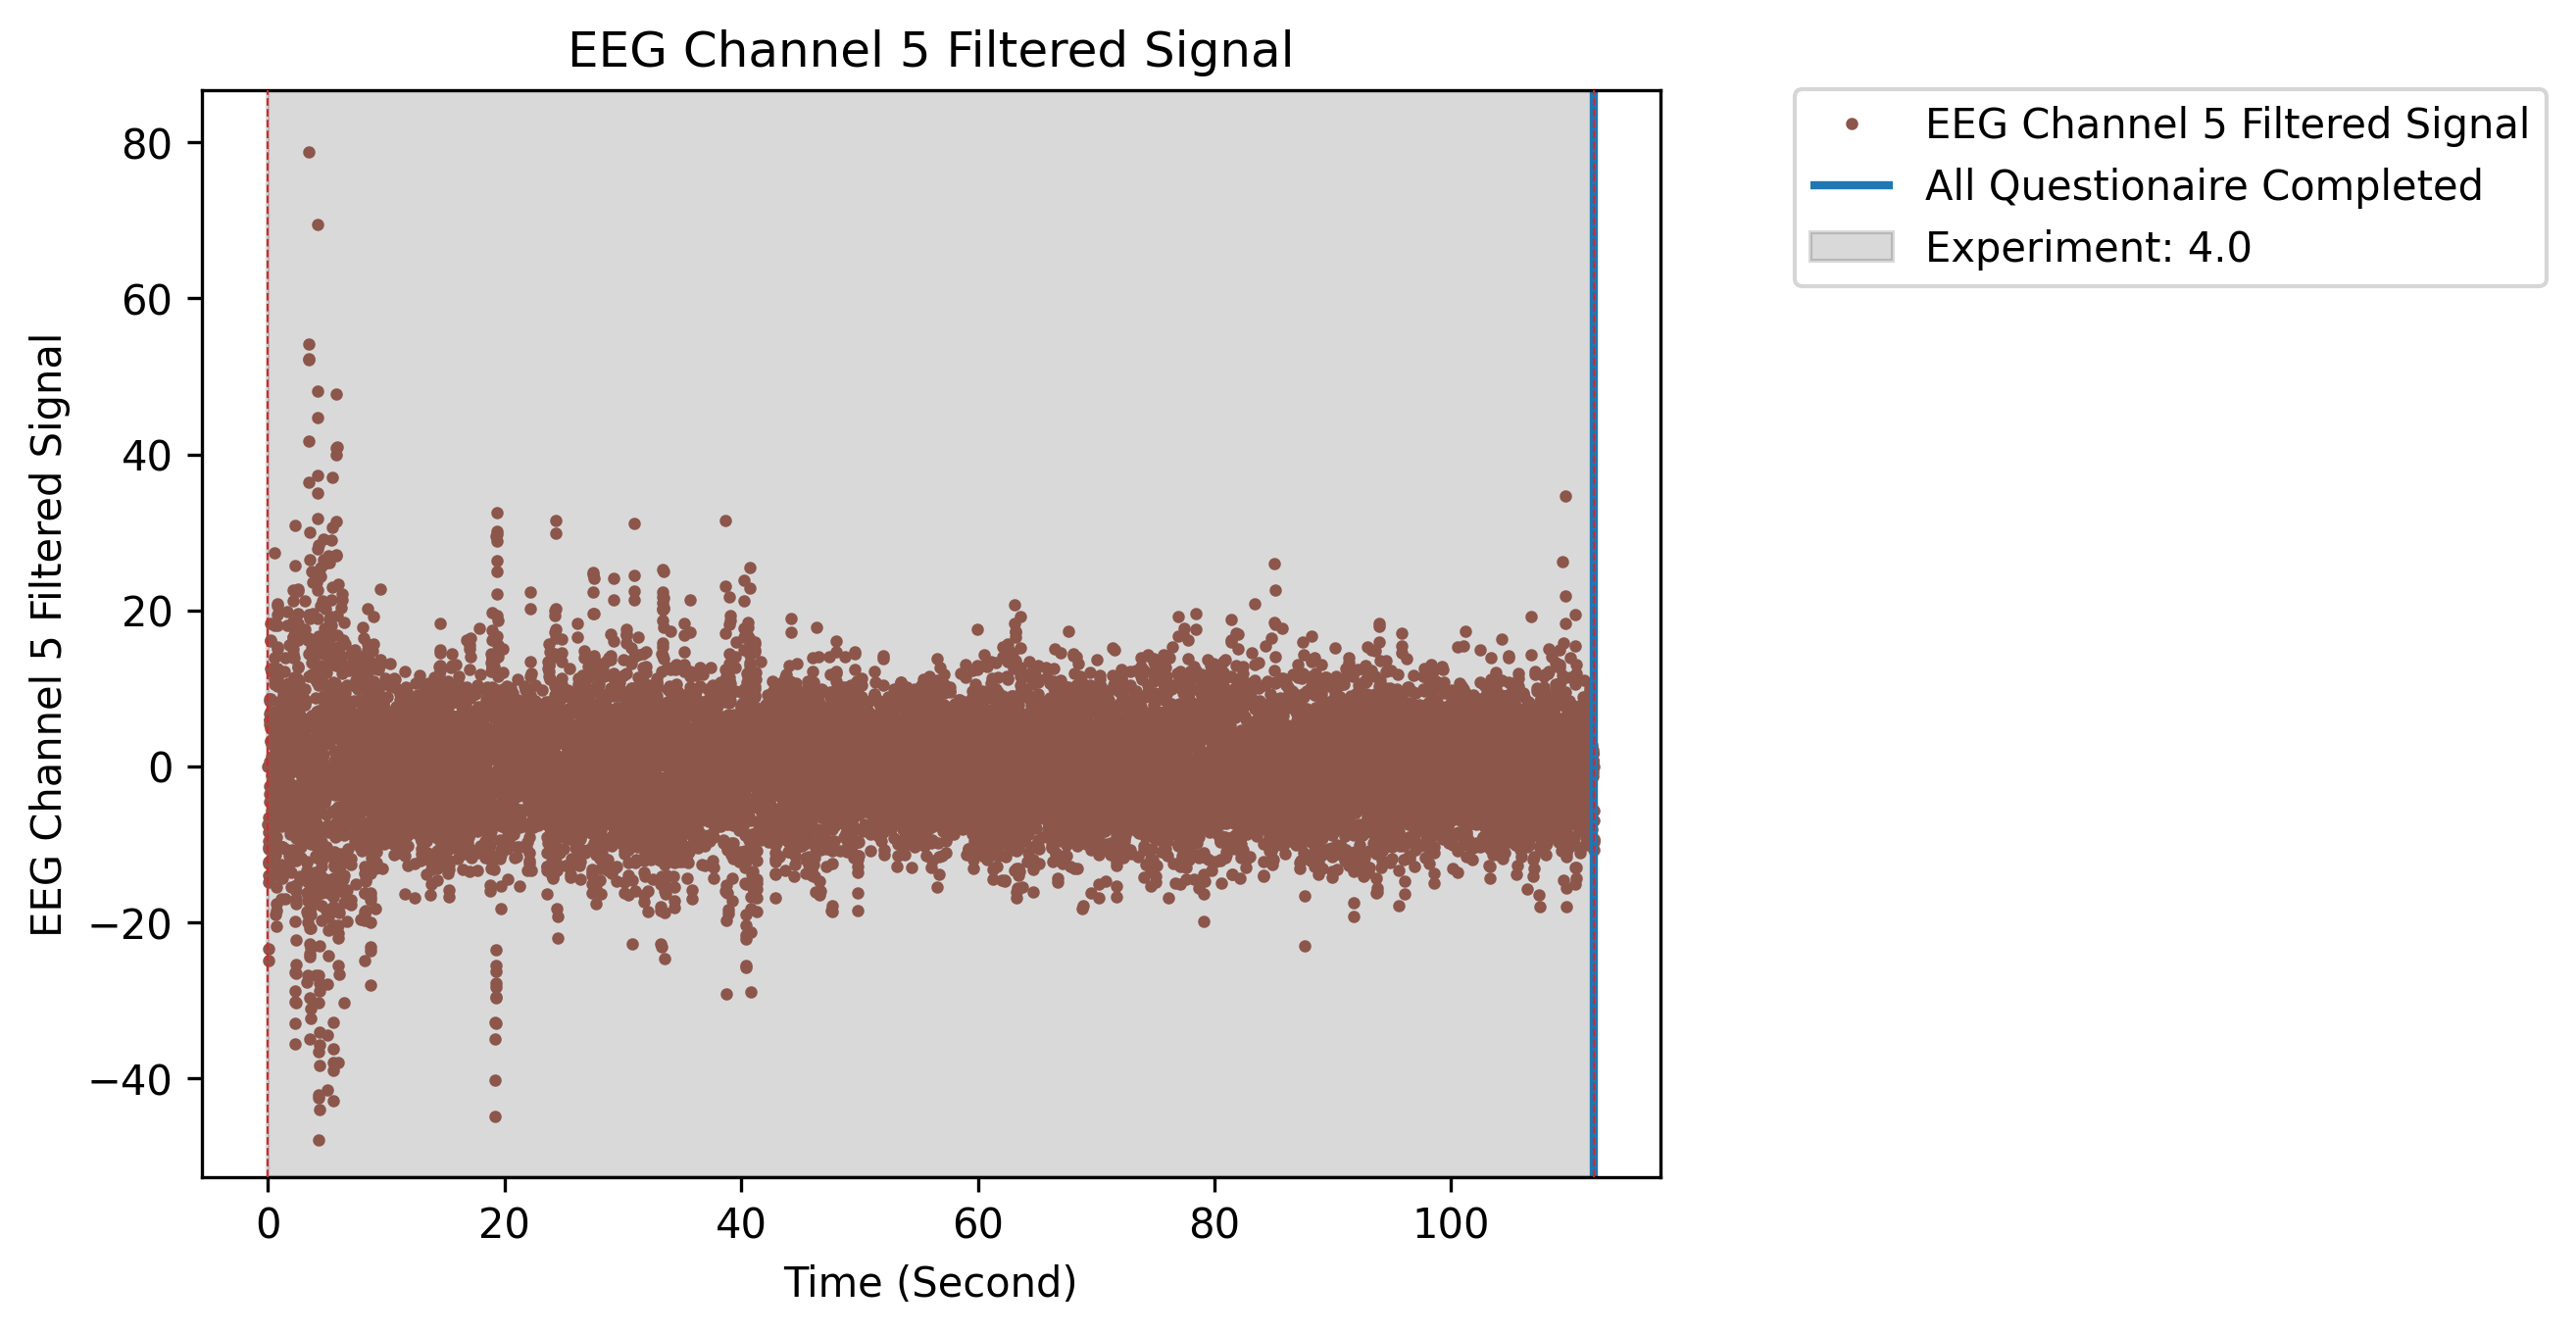 EEG Channel 5 Filtered Signal
EEG Channel 5 Filtered Signal
80
60
40
20
0
−20
−40
0 20 40 60 80 100
Time (Second)
EEG Channel 5 Filtered Signal
All Questionaire Completed
Experiment: 4.0